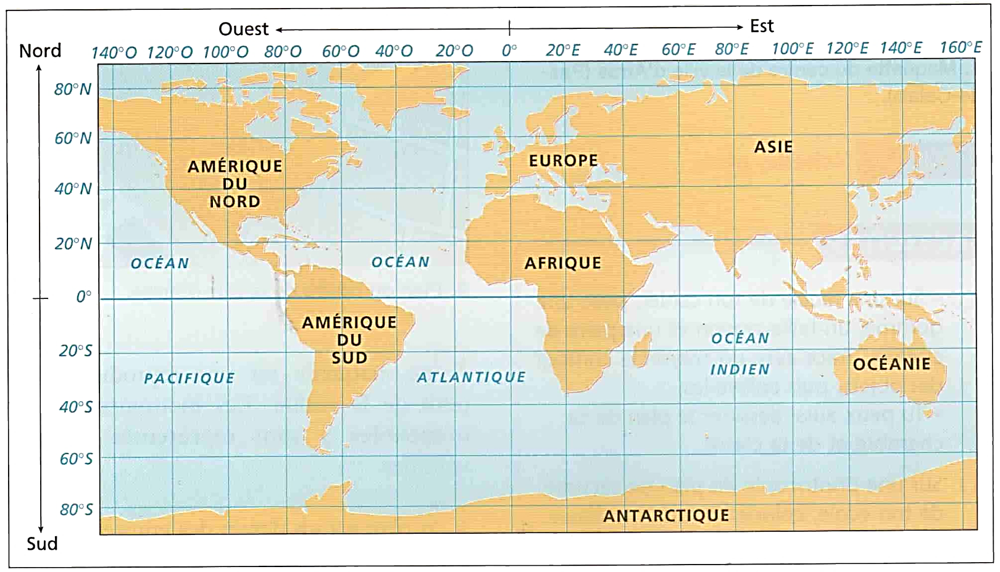 Ouest Est
Nord
140°O 120°O 100°O 80°O 60°O 40°O 20°O 0° 20°E 40°E 60°E 80°E 100°E 120°E 140°E 160°E
80°N
60°N
ASIE
EUROPE
AMÉRIQUE
DU
NORD
40°N
20°N
OCÉAN OCÉAN AFRIQUE
0°
AMÉRIQUE
DU
SUD
OCÉAN
INDIEN
20°S
OCÉANIE
PACIFIQUE ATLANTIQUE
40°S
60°S
80°S
ANTARCTIQUE
Sud